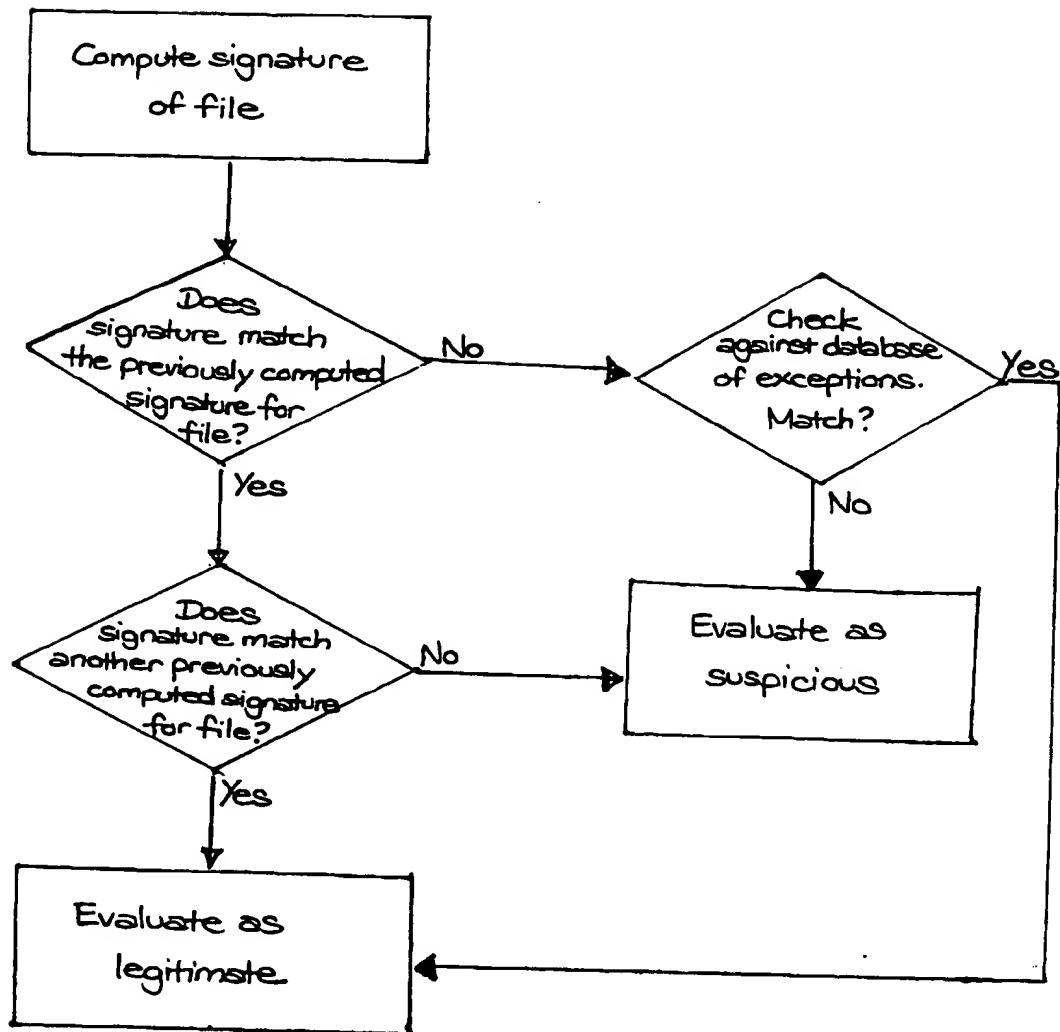 Compute signature
of file
Does
signature match
the previously computed
signature for
file?
No
Yes
Check
against database
of exceptions.
Match?
Yes
No
Does
signature match
another previously
computed signature
for file?
No
Yes
Evaluate as
suspicious
Evaluate as
legitimate